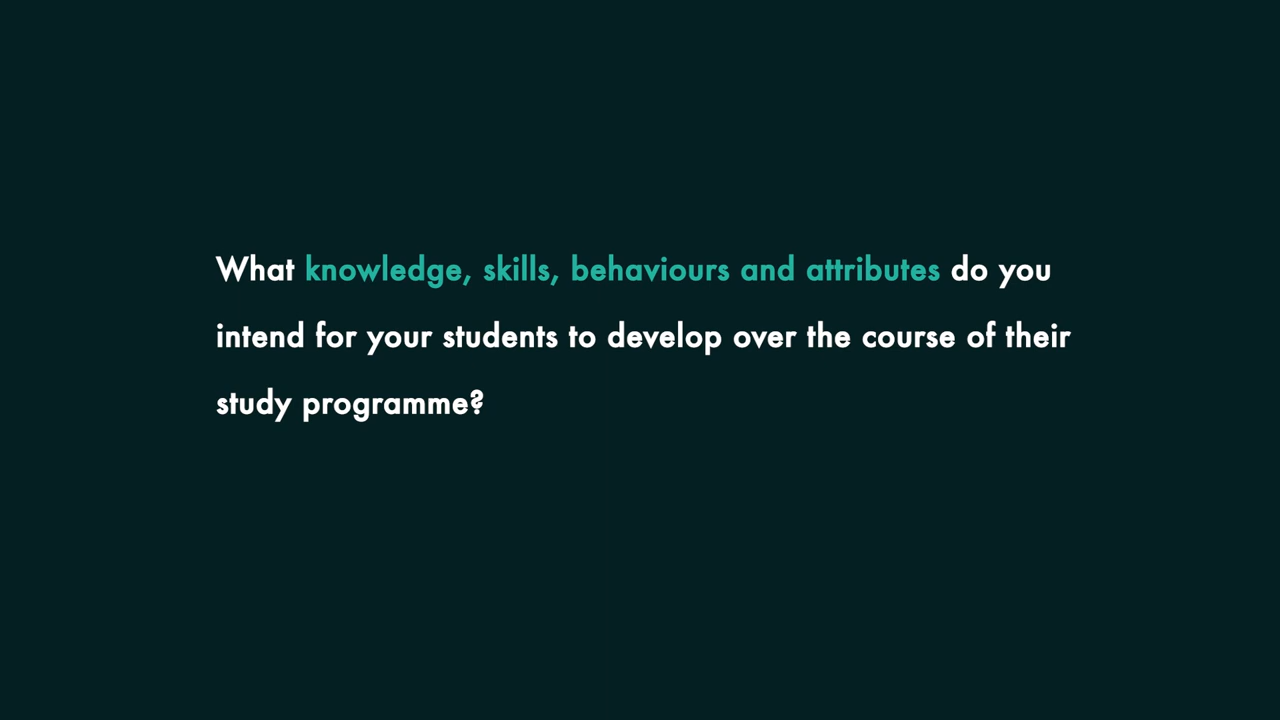 What knowledge, skills, behaviours and attributes do you
intend for your students to develop over the course of their
study programme?